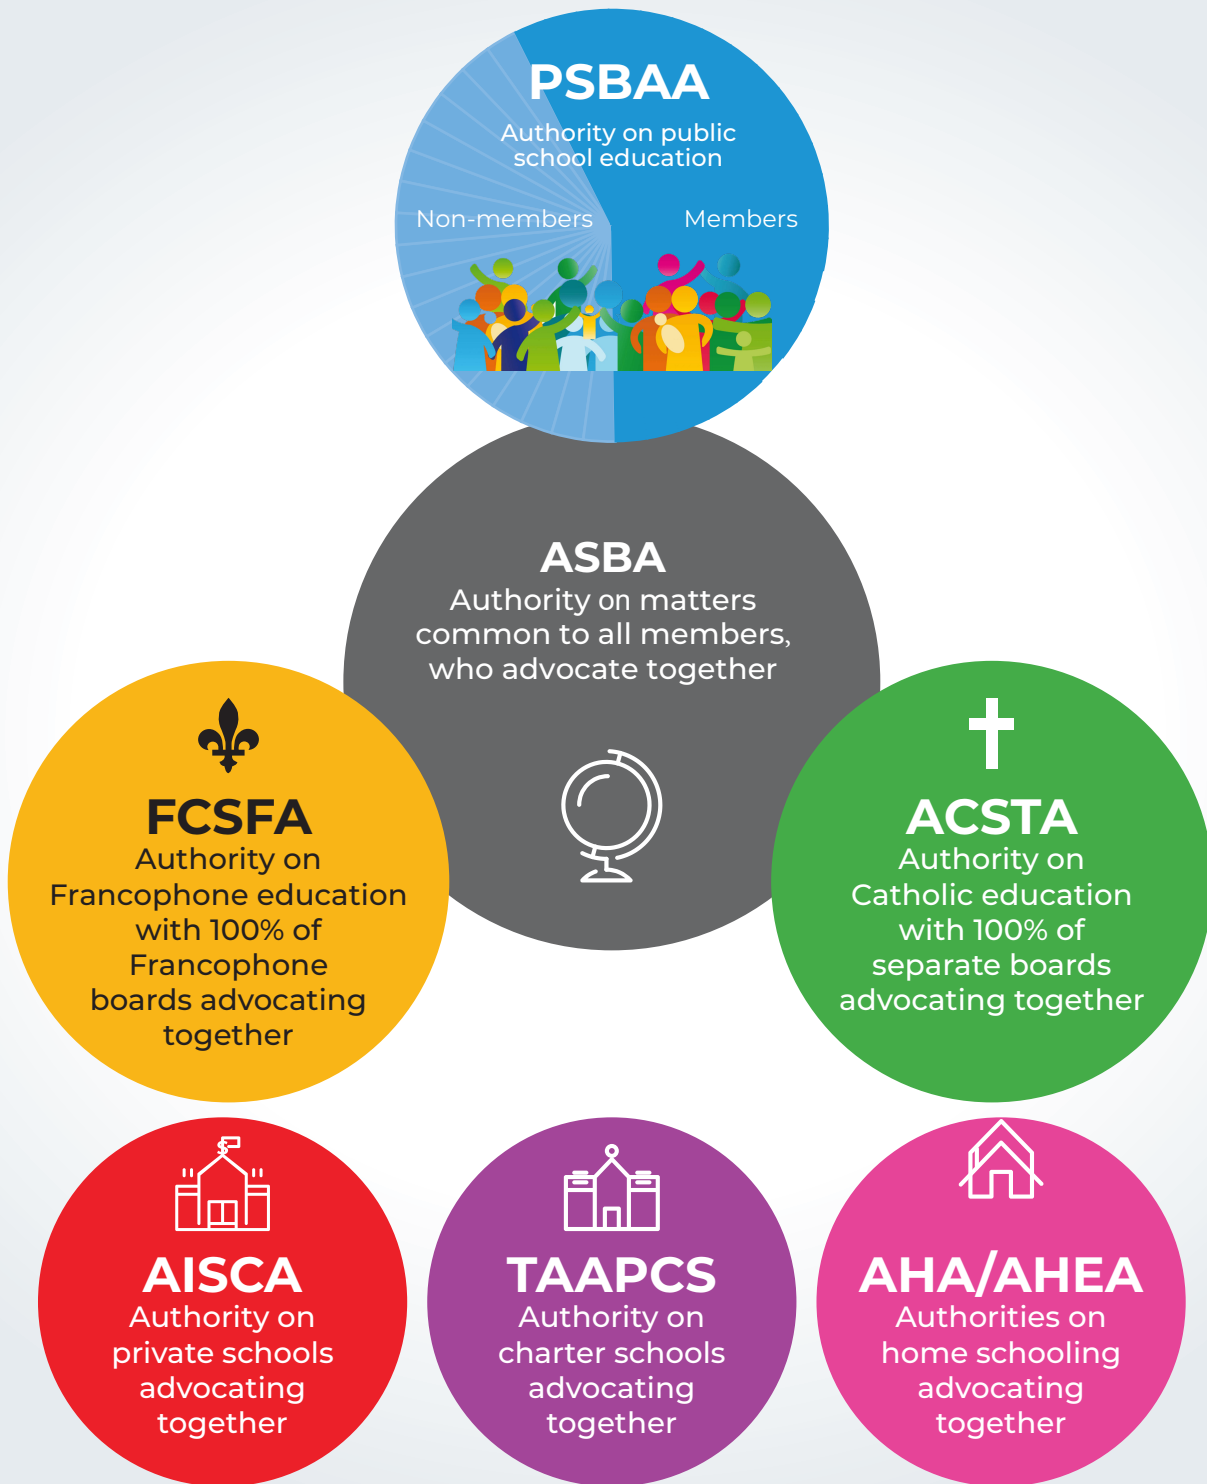 PSBAA
Authority on public
school education
Non-members
Members
ASBA
Authority on matters
common to all members,
who advocate together
FCSFA
Authority on
Francophone education
with 100% of
Francophone
boards advocating
together
ACSTA
Authority on
Catholic education
with 100% of
separate boards
advocating together
$
AISCA
Authority on
private schools
advocating
together
TAAPCS
Authority on
charter schools
advocating
together
AHA/AHEA
Authorities on
home schooling
advocating
together